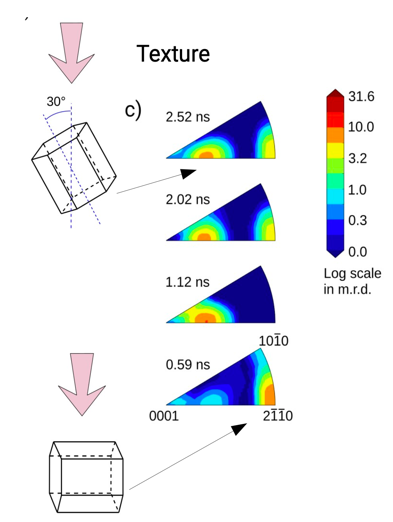 Texture
30°
c)
2.52 ns
2.02 ns
1.12 ns
0.59 ns
101̅0
0001
21̅1̅0
31.6
10.0
3.2
1.0
0.3
0.0
Log scale
in m.r.d.